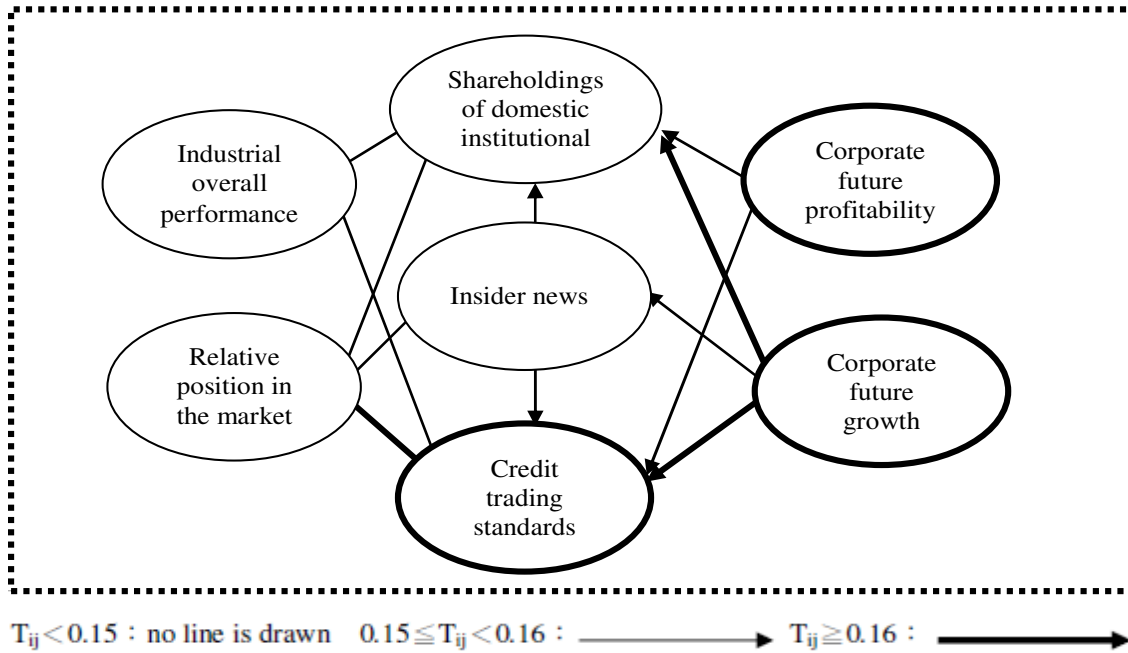 Shareholdings
of domestic
institutional
Industrial
overall
performance
Corporate
future
profitability
Insider news
Relative
position in
the market
Corporate
future
growth
Credit
trading
standards
Tij＜0.15：no line is drawn 0.15≦Tij＜0.16： Tij≧0.16：